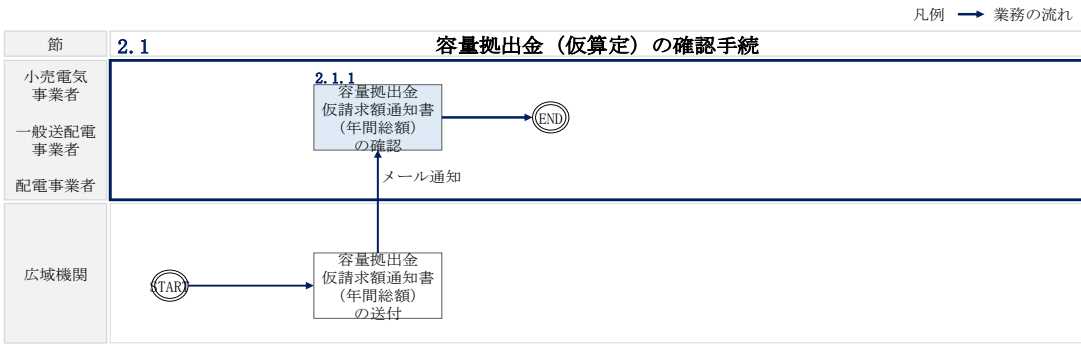 凡例 業務の流れ
節 2.1 容量拠出金（仮算定）の確認手続
小売電気
事業者
一般送配電
事業者
配電事業者
2.1.1
容量拠出金
仮請求額通知書
（年間総額）
の確認
END
メール通知
広域機関
START
容量拠出金
仮請求額通知書
（年間総額）
の送付